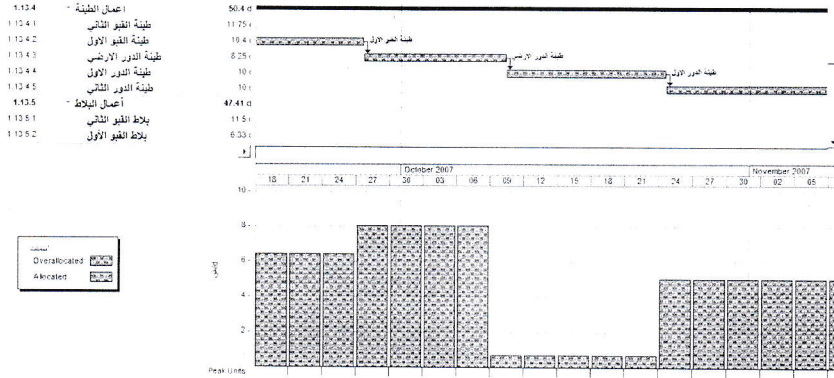 1.13.4 اعمال الطينة - 50.4 d
1.13.4.1 طينة القبو الثاني 11.75
1.13.4.2 طينة القبو الأول 10.4 طينة القبو الأول
1.13.4.3 طينة الدور الارضي 8.25 طينة الدور الارضي
1.13.4.4 طينة الدور الأول 10 طينة الدور الأول
1.13.4.5 طينة الدور الثاني 10
1.13.5 أعمال البلاط - 47.41 d
1.13.5.1 بلاط القبو الثاني 11.5
1.13.5.2 بلاط القبو الأول 6.33
October 2007 November 2007
18 21 24 27 30 03 06 09 12 15 18 21 24 27 30 02 05
10
8
6
4
2
Overallocated
Allocated
Peak Units